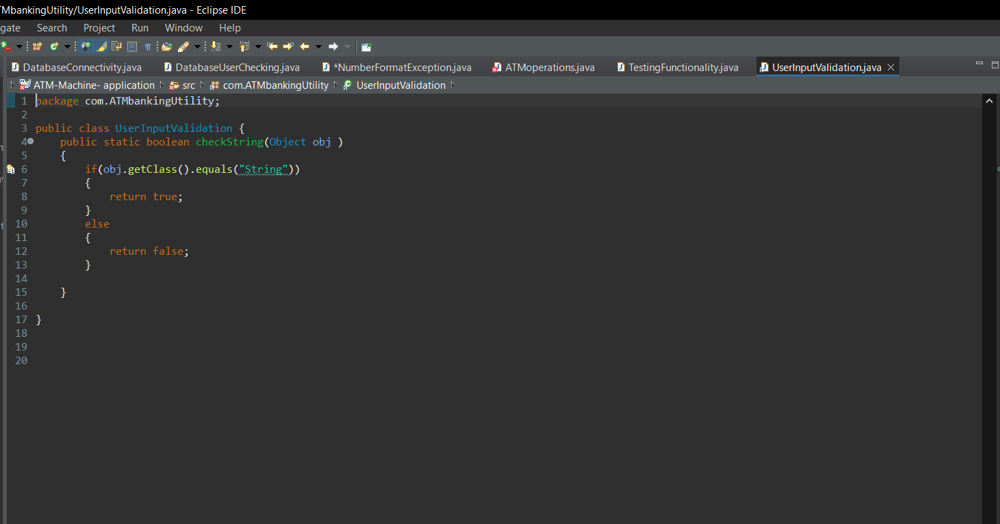 MbankingUtility/UserInputValidation.java - Eclipse IDE
gate Search Project Run Window Help
DatabaseConnectivity.java DatabaseUserChecking.java *NumberFormatException.java ATMoperations.java TestingFunctionality.java UserInputValidation.java
ATM-Machine- application src com.ATMbankingUtility UserInputValidation
1 package com.ATMbankingUtility;
2
3 public class UserInputValidation {
4 public static boolean checkString(Object obj )
5 {
6 if(obj.getClass().equals("String"))
7 {
8 return true;
9 }
10 else
11 {
12 return false;
13 }
14
15 }
16
17 }
18
19
20